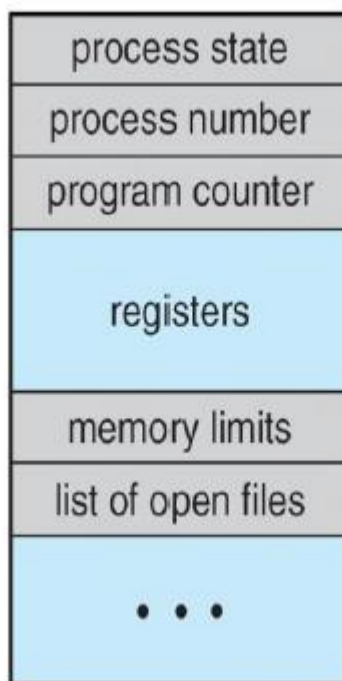 process state
process number
program counter
registers
memory limits
list of open files
• • •